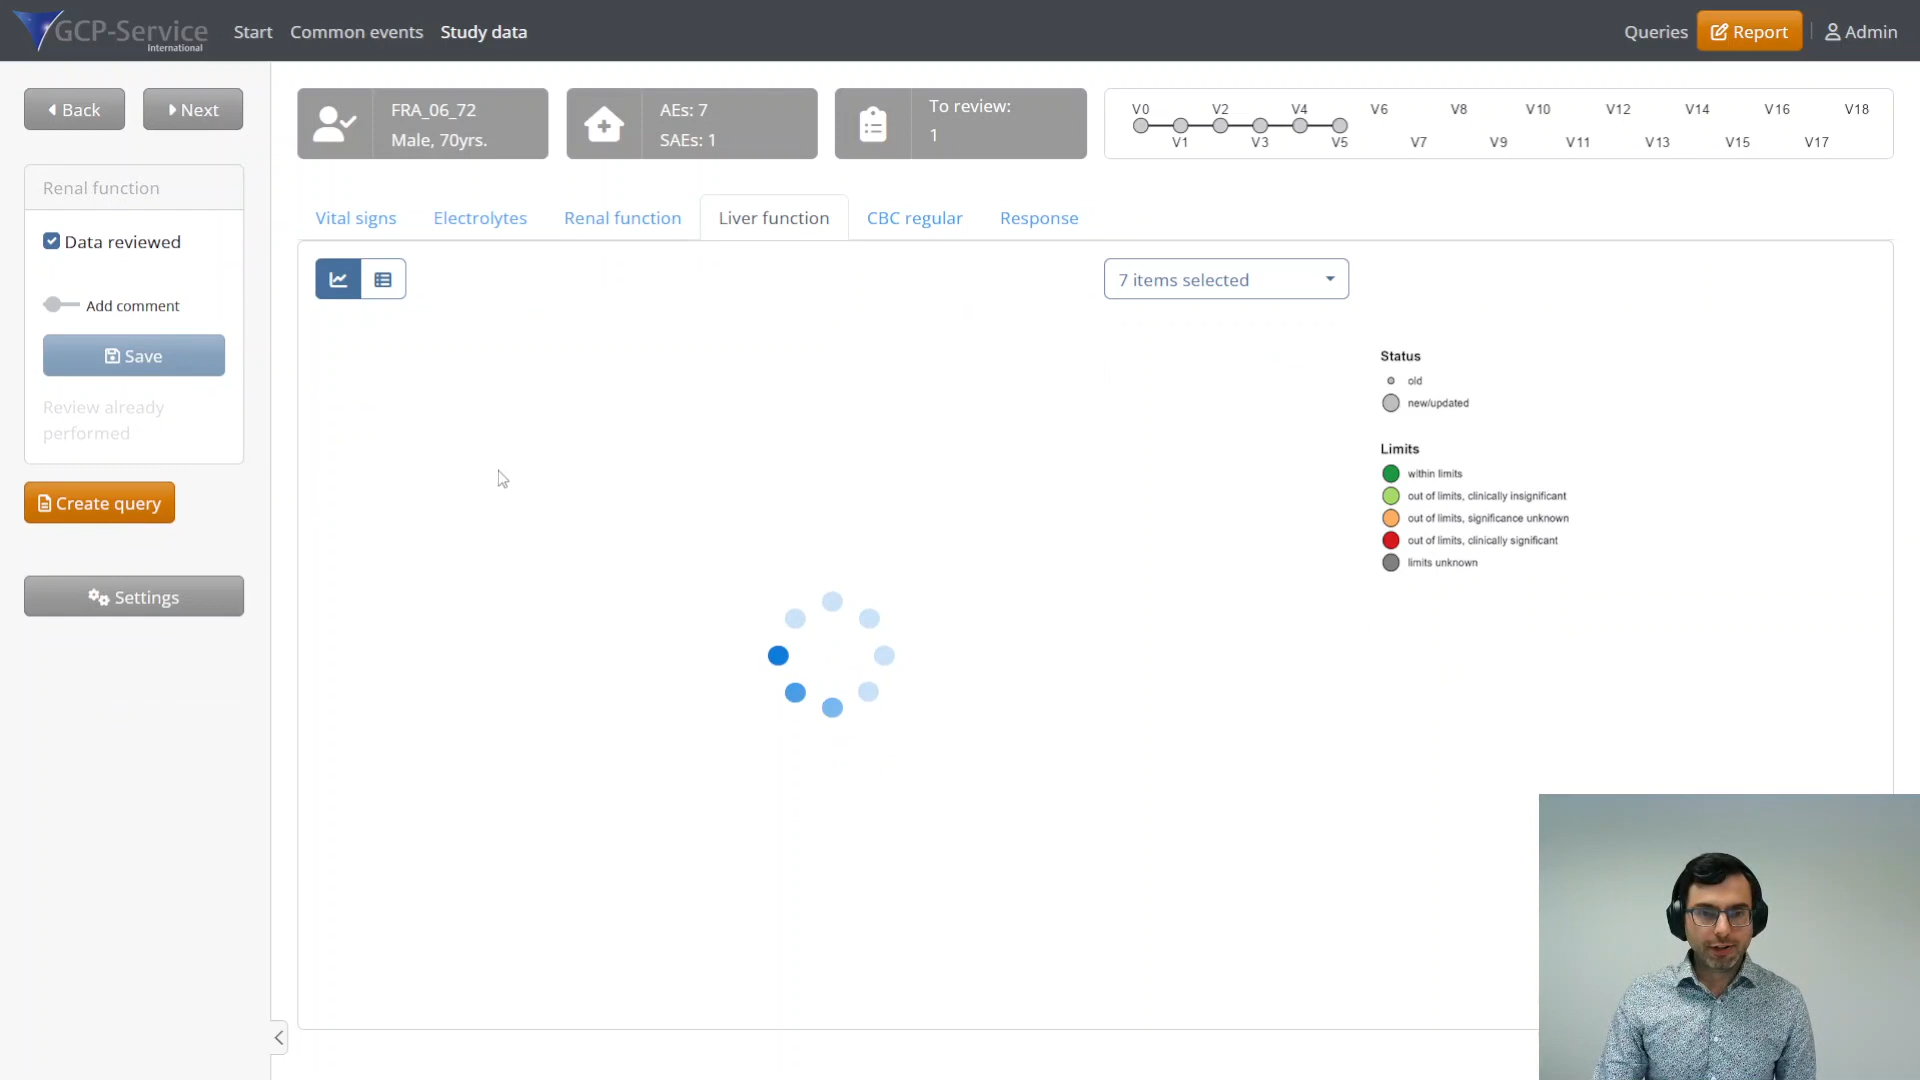 GCP-Service
International
Start
Common events
Study data
Queries
Report
Admin
Back
Next
Renal function
Data reviewed
Add comment
Save
Review already
performed
Create query
Settings
FRA_06_72
Male, 70yrs.
AEs: 7
SAEs: 1
To review:
1
V0 V2 V4 V6 V8 V10 V12 V14 V16 V18
V1 V3 V5 V7 V9 V11 V13 V15 V17
Vital signs
Electrolytes
Renal function
Liver function
CBC regular
Response
7 items selected
Status
old
new/updated
Limits
within limits
out of limits, clinically insignificant
out of limits, significance unknown
out of limits, clinically significant
limits unknown